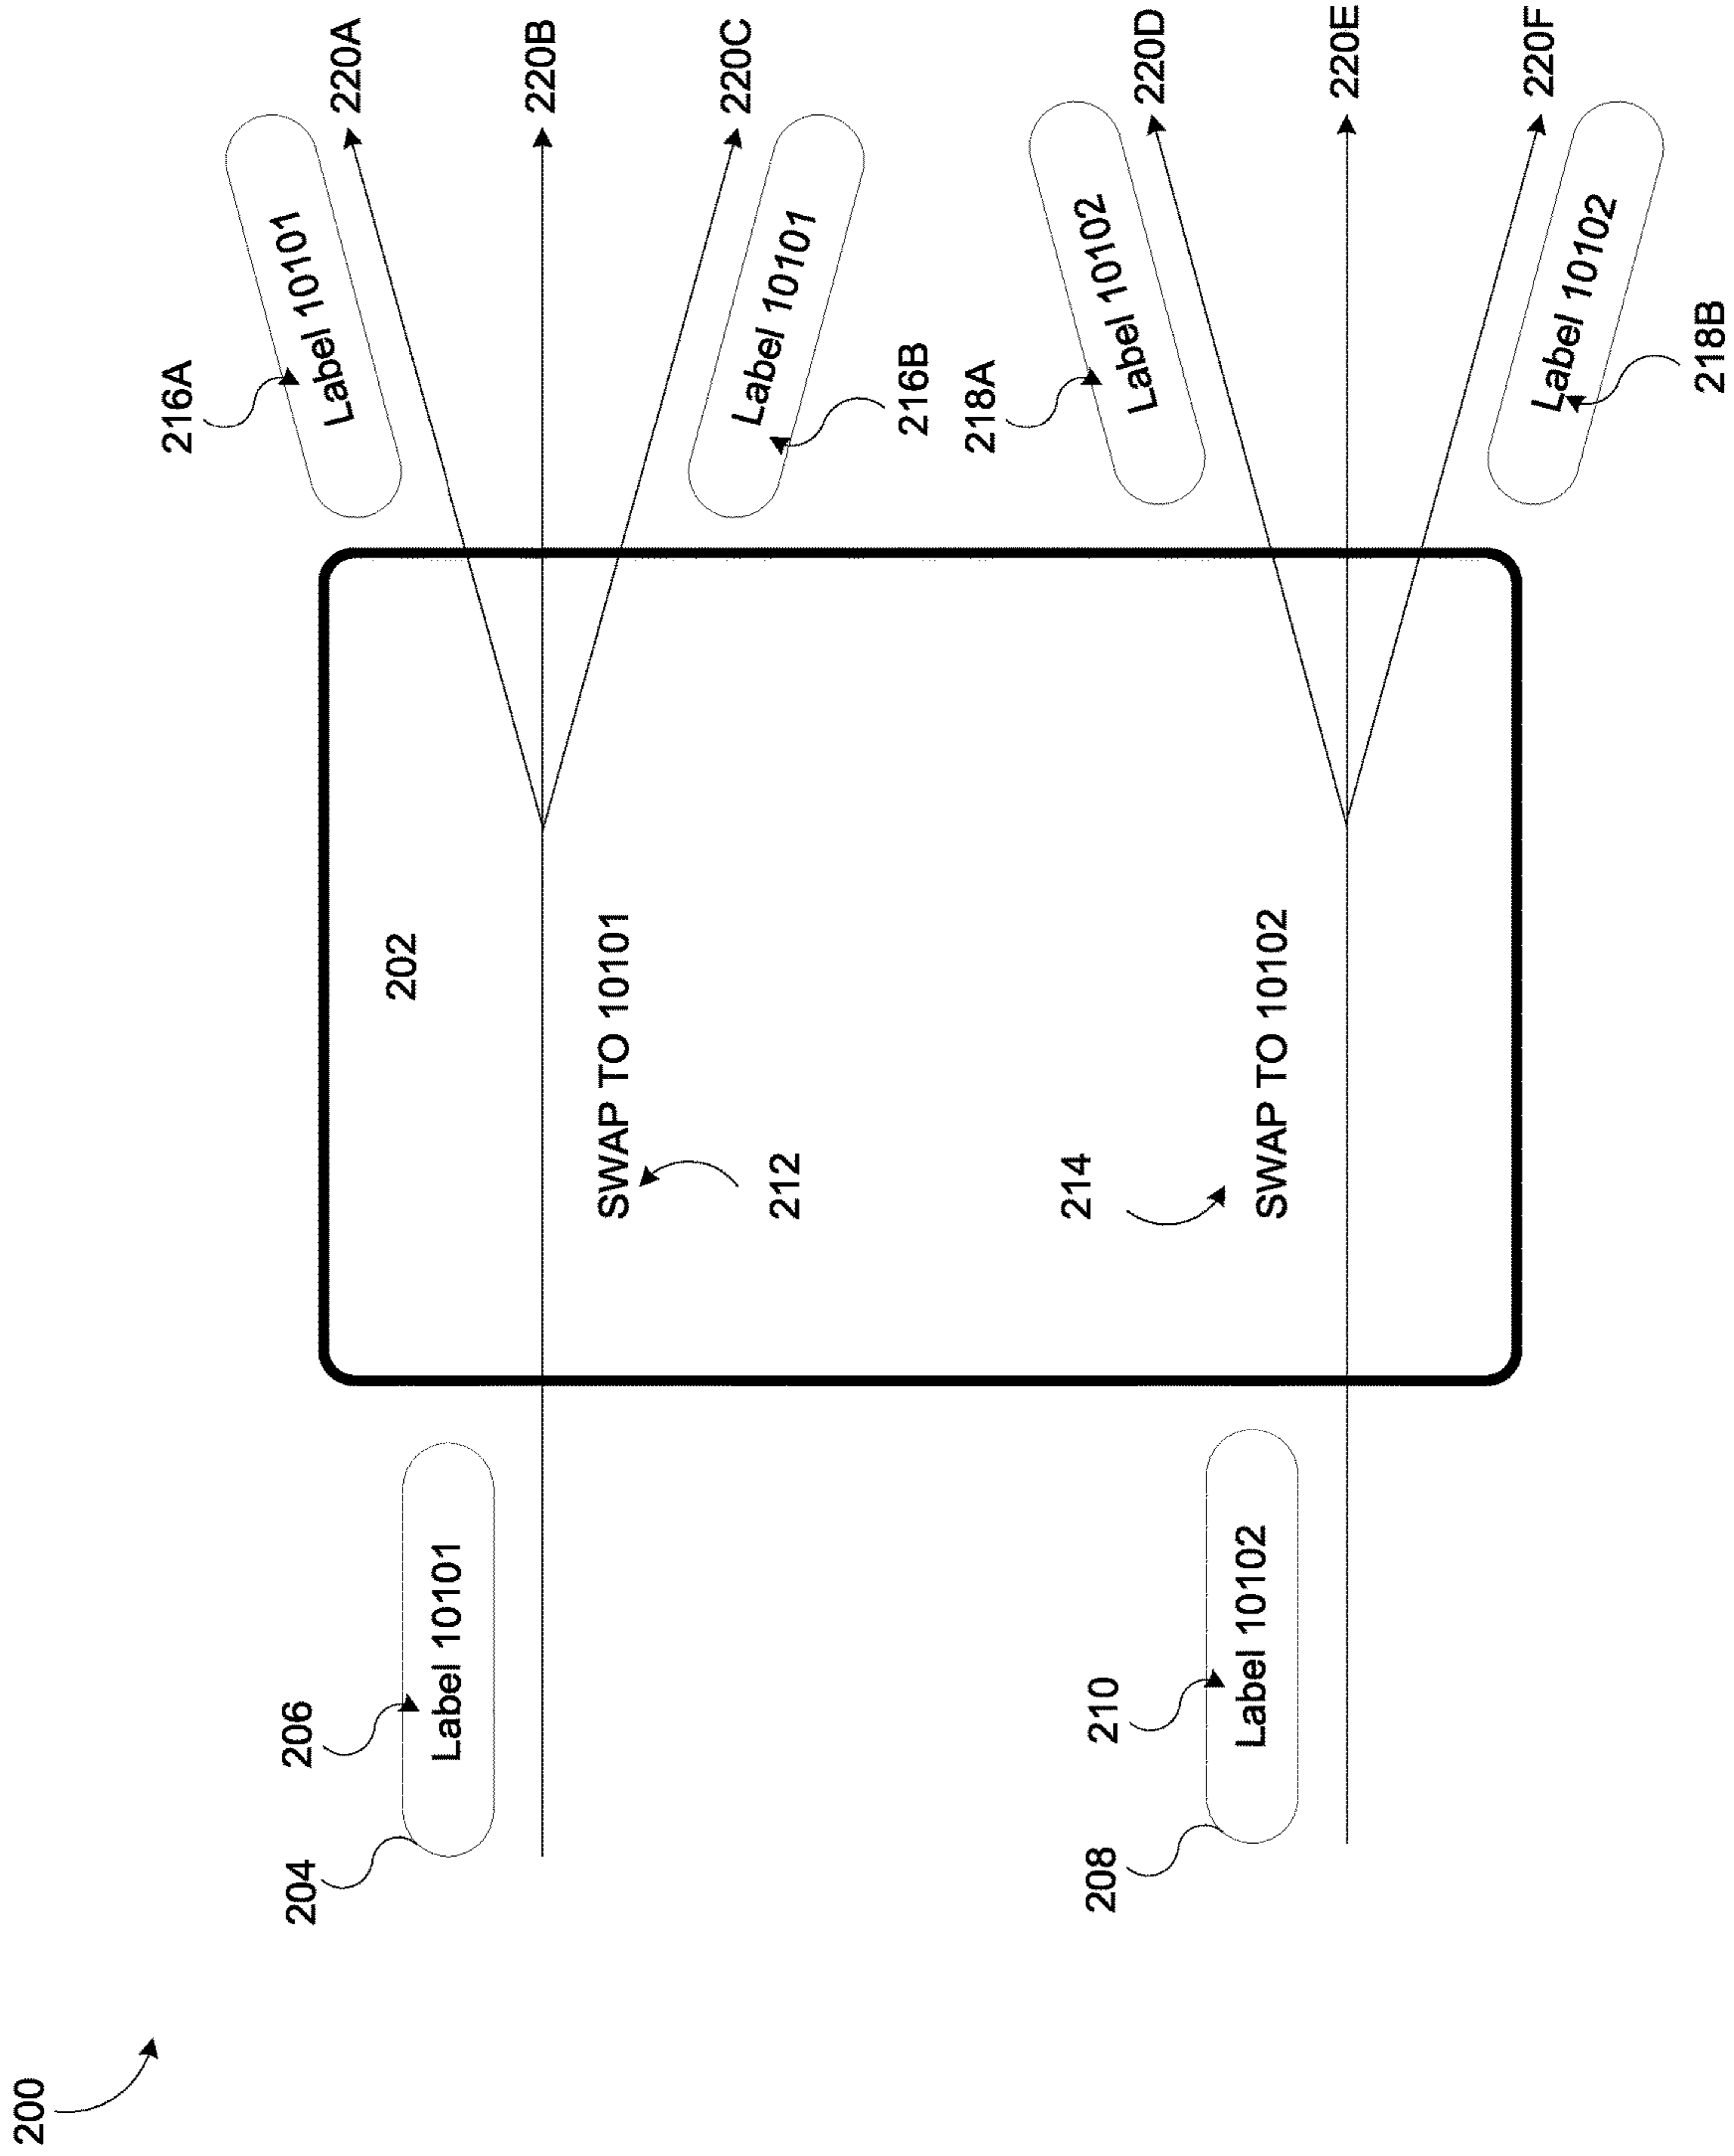 200
204
206
Label 10101
208
210
Label 10102
202
SWAP TO 10101
212
214
SWAP TO 10102
216A
Label 10101
220A
220B
220C
Label 10101
216B
218A
Label 10102
220D
220E
220F
Label 10102
218B